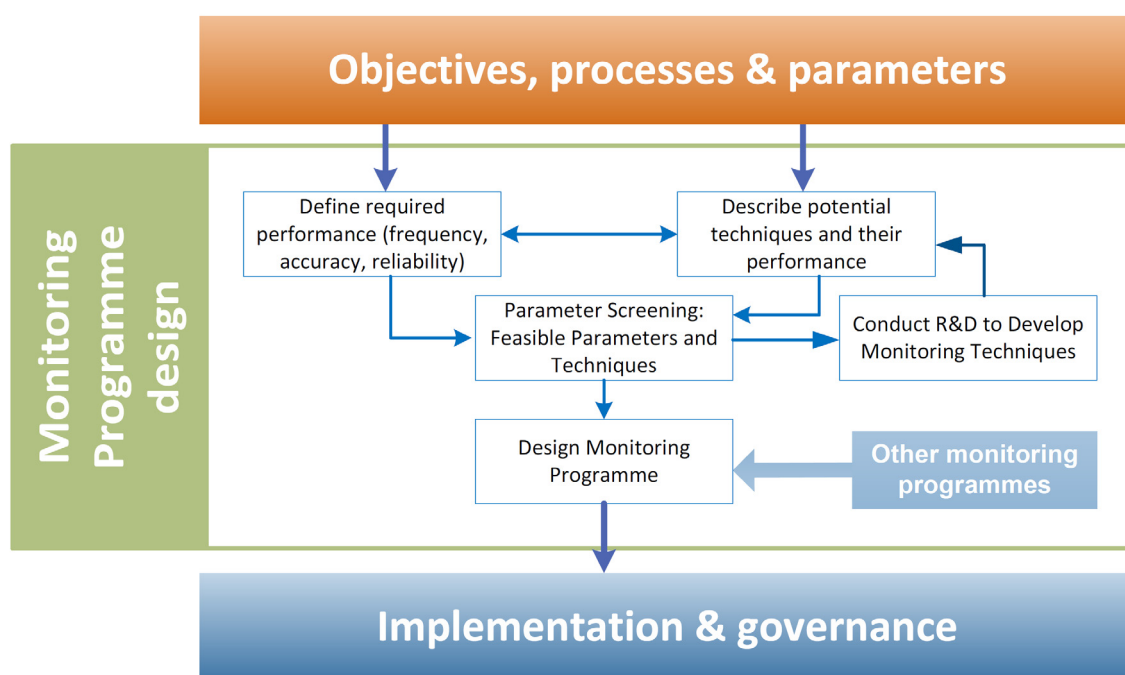 Objectives, processes & parameters
Monitoring
Programme
design
Define required
performance (frequency,
accuracy, reliability)
Describe potential
techniques and their
performance
Parameter Screening:
Feasible Parameters and
Techniques
Conduct R&D to Develop
Monitoring Techniques
Design Monitoring
Programme
Other monitoring
programmes
Implementation & governance